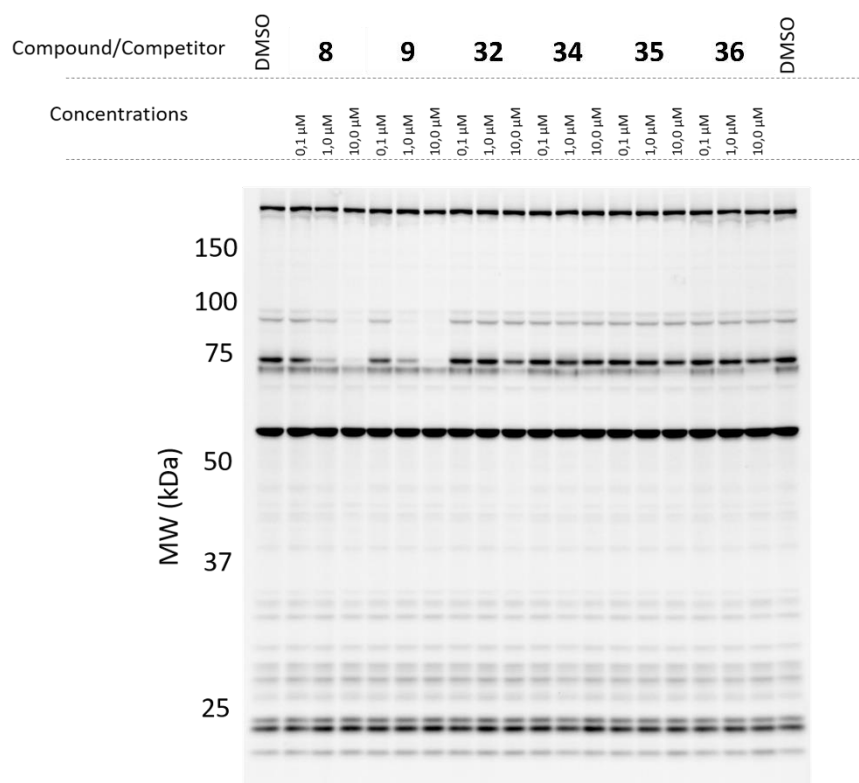 Compound/Competitor DMSO 8 9 32 34 35 36 DMSO
Concentrations 0,1 µM 1,0 µM 10,0 µM 0,1 µM 1,0 µM 10,0 µM 0,1 µM 1,0 µM 10,0 µM 0,1 µM 1,0 µM 10,0 µM 0,1 µM 1,0 µM 10,0 µM 0,1 µM 1,0 µM 10,0 µM
150
100
75
50
37
25
MW (kDa)